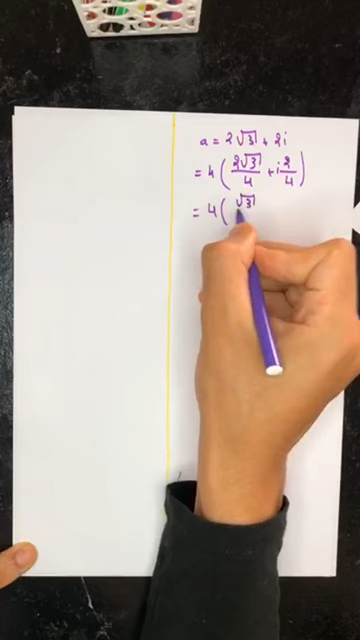 a = 2√3 + 2i
= 4 ( 2√3/4 + i 2/4 )
= 4 ( √3